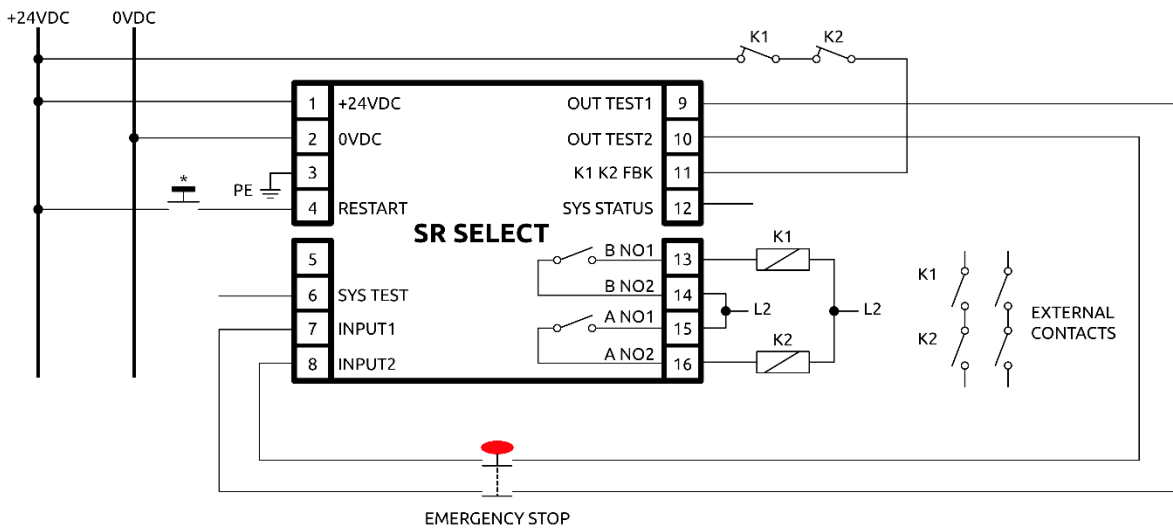 +24VDC 0VDC
K1 K2
1 +24VDC OUT TEST1 9
2 0VDC OUT TEST2 10
3 K1 K2 FBK 11
PE
*
4 RESTART SYS STATUS 12
SR SELECT
5 B NO1 13 K1
6 SYS TEST B NO2 14
L2 L2
7 INPUT1 A NO1 15
8 INPUT2 A NO2 16 K2
K1
EXTERNAL
CONTACTS
K2
EMERGENCY STOP